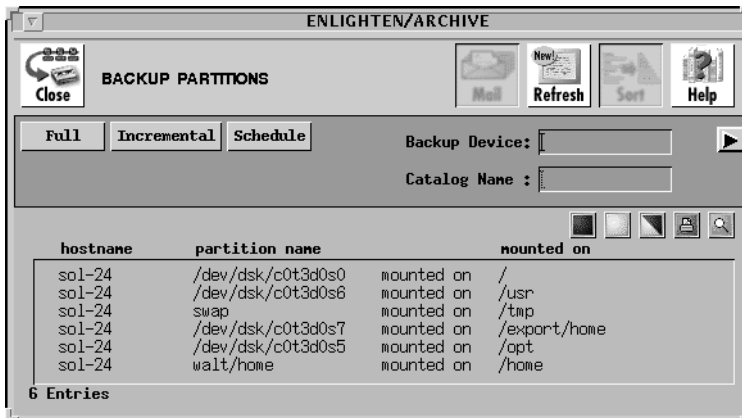 ENLIGHTEN/ARCHIVE
Close
BACKUP PARTITIONS
Mail
New!
Refresh
Sort
Help
Full Incremental Schedule
Backup Device:
Catalog Name :
hostname partition name mounted on
sol-24 /dev/dsk/c0t3d0s0 mounted on /
sol-24 /dev/dsk/c0t3d0s6 mounted on /usr
sol-24 swap mounted on /tmp
sol-24 /dev/dsk/c0t3d0s7 mounted on /export/home
sol-24 /dev/dsk/c0t3d0s5 mounted on /opt
sol-24 walt/home mounted on /home
6 Entries